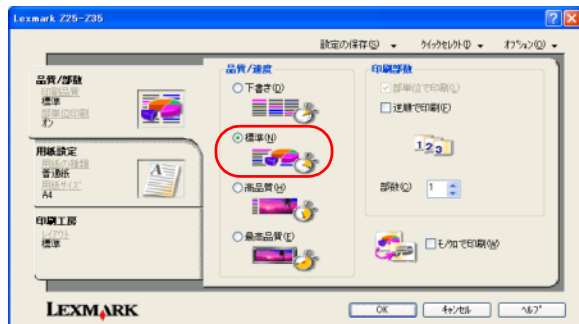 Lexmark Z25-Z35
設定の保存(S)
クイックセレクト(I)
オプション(O)
品質/部数
印刷品質
標準
部単位印刷
オン
用紙設定
用紙の種類
普通紙
用紙サイズ
A4
印刷工房
レイアウト
標準
品質/速度
下書き(D)
標準(N)
高品質(H)
最高品質(E)
印刷部数
部単位で印刷(L)
逆順で印刷(F)
123
部数(C) 1
モノクロで印刷(W)
LEXMARK
OK
キャンセル
ヘルプ